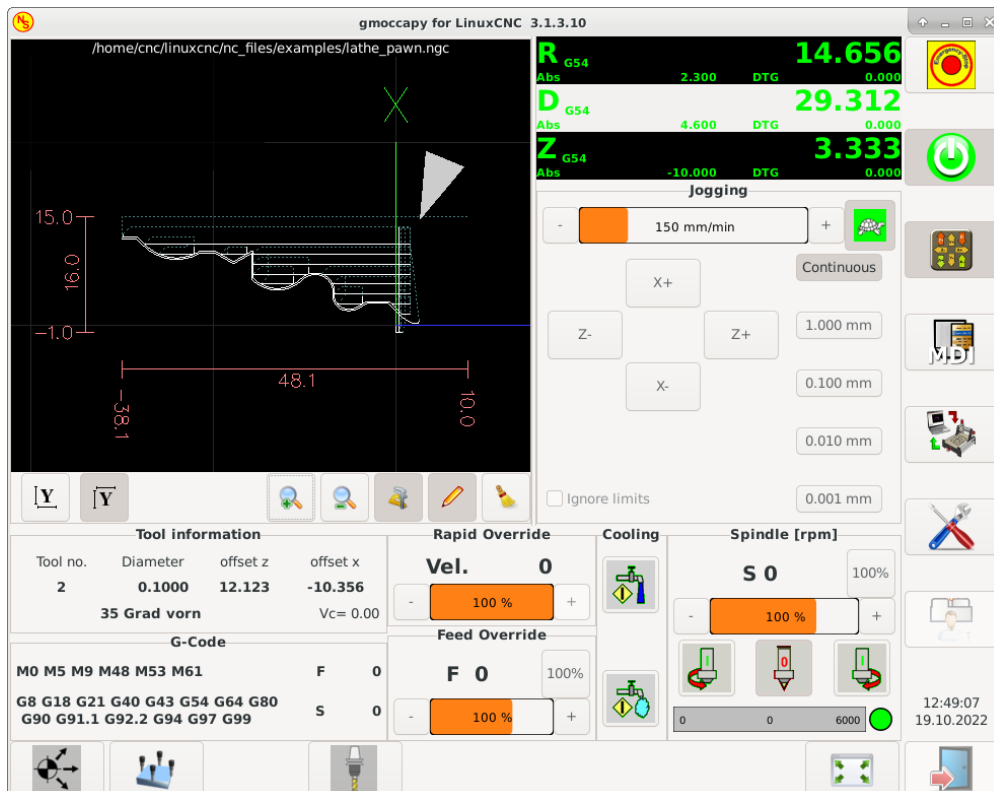 NS
gmoccapy for LinuxCNC 3.1.3.10
/home/cnc/linuxcnc/nc_files/examples/lathe_pawn.ngc
X
15.0
16.0
-1.0
48.1
-38.1
10.0
R G54 14.656
Abs 2.300 DTG 0.000
D G54 29.312
Abs 4.600 DTG 0.000
Z G54 3.333
Abs -10.000 DTG 0.000
Jogging
- 150 mm/min +
Continuous
X+
1.000 mm
Z- Z+
0.100 mm
X-
0.010 mm
Ignore limits 0.001 mm
Emergency-Stop
MDI
Y Y
Tool information
Tool no. Diameter offset z offset x
2 0.1000 12.123 -10.356
35 Grad vorn Vc= 0.00
G-Code
M0 M5 M9 M48 M53 M61 F 0
G8 G18 G21 G40 G43 G54 G64 G80
G90 G91.1 G92.2 G94 G97 G99
S 0
Rapid Override
Vel. 0
- 100 % +
Feed Override
F 0 100%
- 100 % +
Cooling
I
I
Spindle [rpm]
S 0 100%
- 100 % +
I 0 I
0 0 6000
12:49:07
19.10.2022